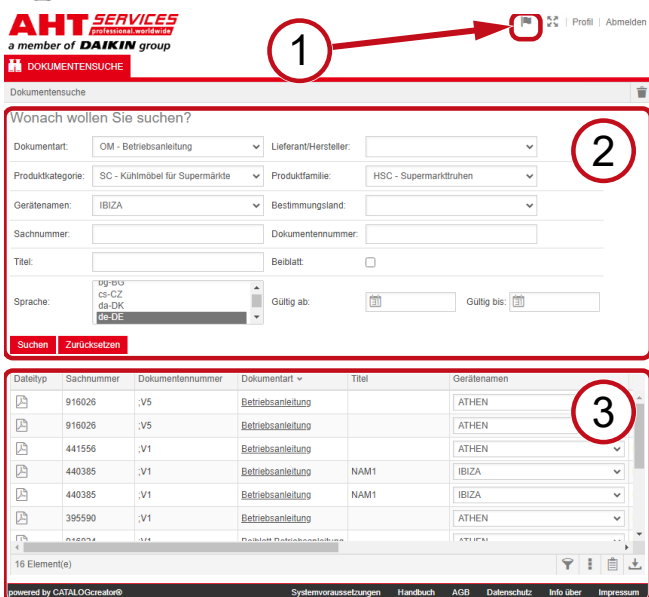 AHT SERVICES
professional.worldwide
a member of DAIKIN group
1
Profil Abmelden
DOKUMENTENSUCHE
Dokumentensuche
Wonach wollen Sie suchen?
2
Dokumentart: OM - Betriebsanleitung Lieferant/Hersteller:
Produktkategorie: SC - Kühlmöbel für Supermärkte Produktfamilie: HSC - Supermarkttruhen
Gerätenamen: IBIZA Bestimmungsland:
Sachnummer: Dokumentennummer:
Titel: Beiblatt:
bg-BG
cs-CZ
Sprache: da-DK Gültig ab: Gültig bis:
de-DE
Suchen Zurücksetzen
Dateityp Sachnummer Dokumentennummer Dokumentart Titel Gerätenamen
3
916026 ;V5 Betriebsanleitung ATHEN
916026 ;V5 Betriebsanleitung ATHEN
441556 ;V1 Betriebsanleitung ATHEN
440385 ;V1 Betriebsanleitung NAM1 IBIZA
440385 ;V1 Betriebsanleitung NAM1 IBIZA
395590 ;V1 Betriebsanleitung ATHEN
;V1 Beiblatt Betriebsanleitung ATHEN
16 Element(e)
powered by CATALOGcreator® Systemvoraussetzungen Handbuch AGB Datenschutz Info über Impressum